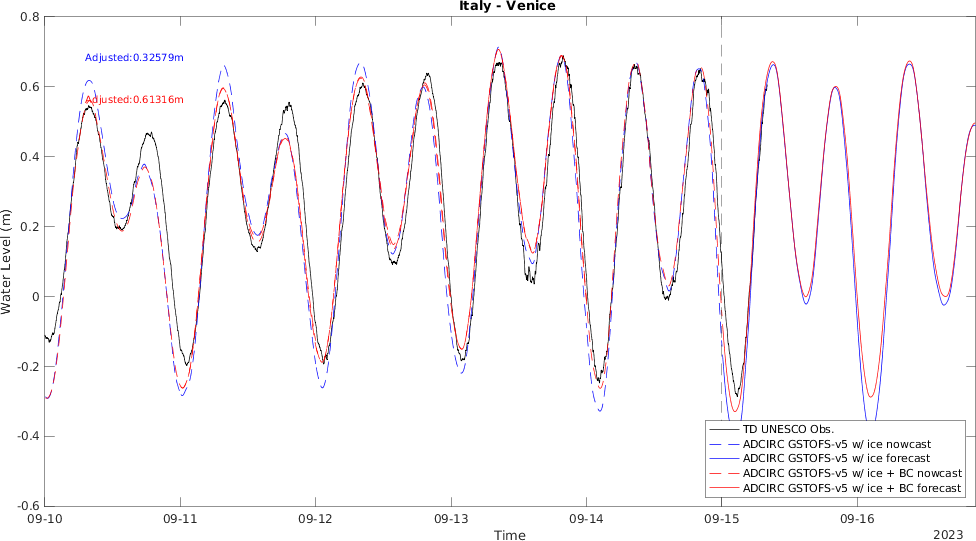 Italy - Venice
0.8
Adjusted:0.32579m
0.6
Adjusted:0.61316m
0.4
0.2
0
-0.2
-0.4
-0.6
Water Level (m)
TD UNESCO Obs.
ADCIRC GSTOFS-v5 w/ ice nowcast
ADCIRC GSTOFS-v5 w/ ice forecast
ADCIRC GSTOFS-v5 w/ ice + BC nowcast
ADCIRC GSTOFS-v5 w/ ice + BC forecast
09-10
09-11
09-12
09-13
09-14
09-15
09-16
Time
2023